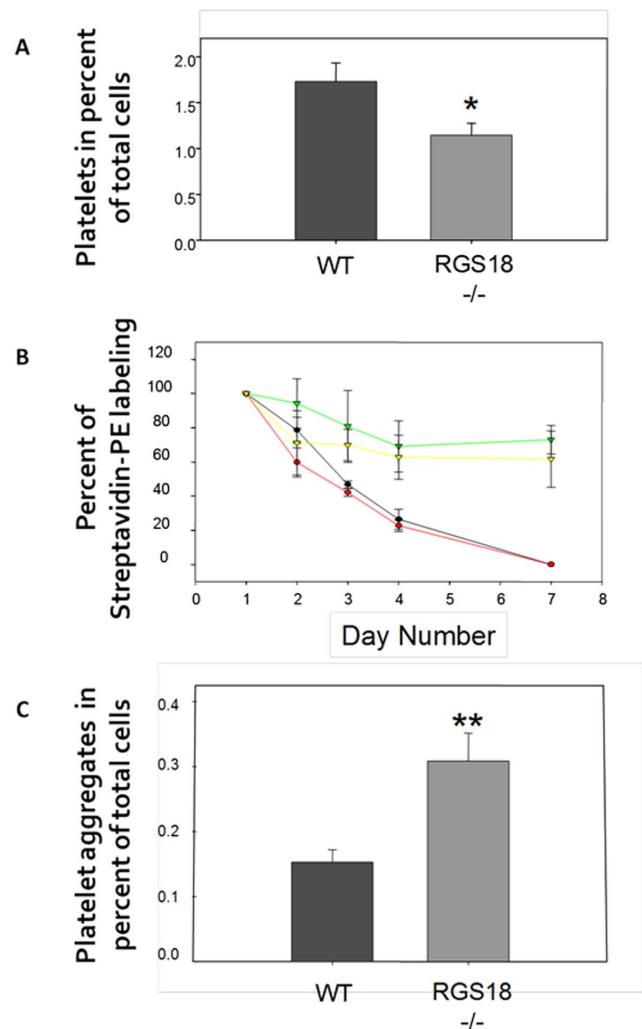 A
Platelets in percent
of total cells
2.0
1.5
1.0
0.5
0.0
*
WT
RGS18
-/-
B
Percent of
Streptavidin-PE labeling
120
100
80
60
40
20
0
0 1 2 3 4 5 6 7 8
Day Number
C
Platelet aggregates in
percent of total cells
0.4
0.3
0.2
0.1
0.0
**
WT
RGS18
-/-